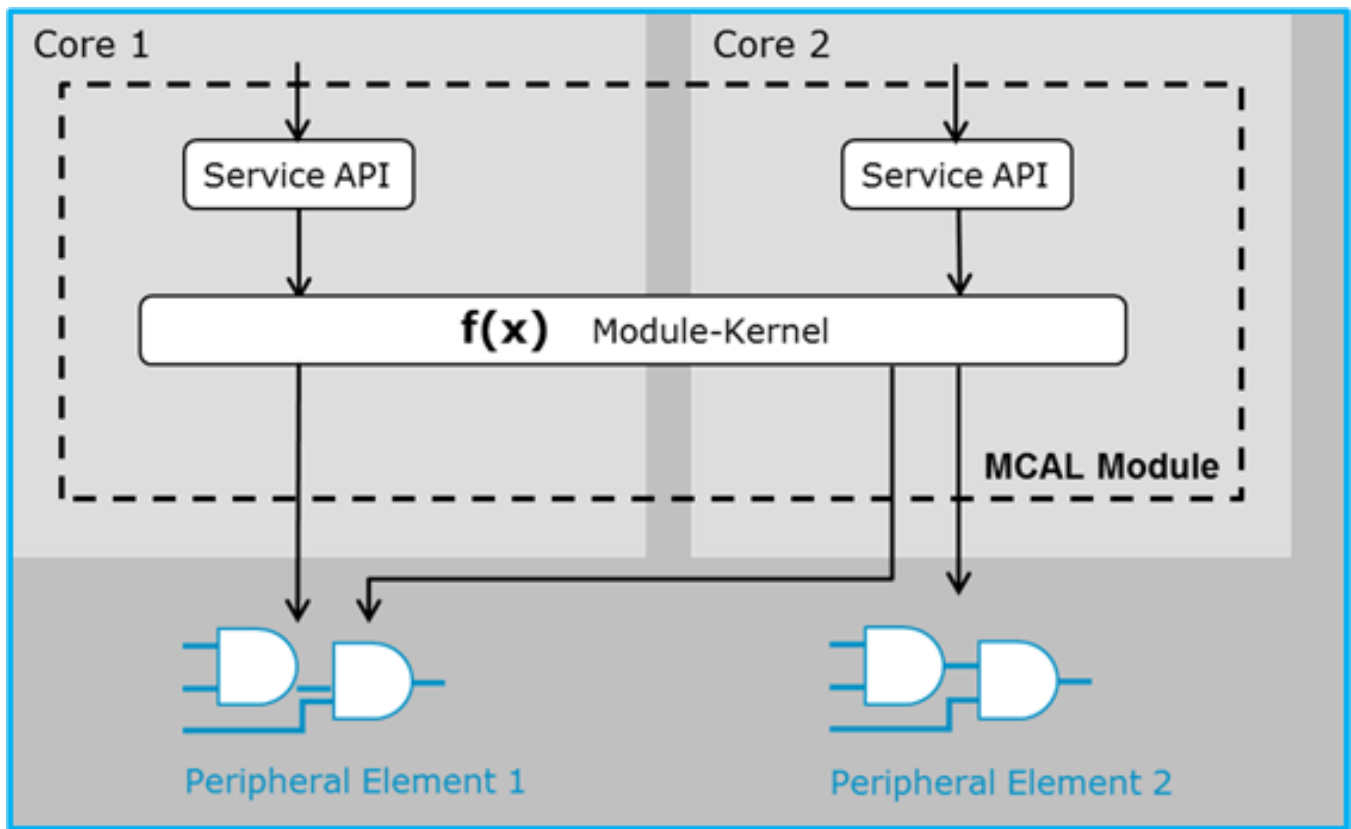 Core 1
Core 2
Service API
Service API
f(x) Module-Kernel
MCAL Module
Peripheral Element 1
Peripheral Element 2